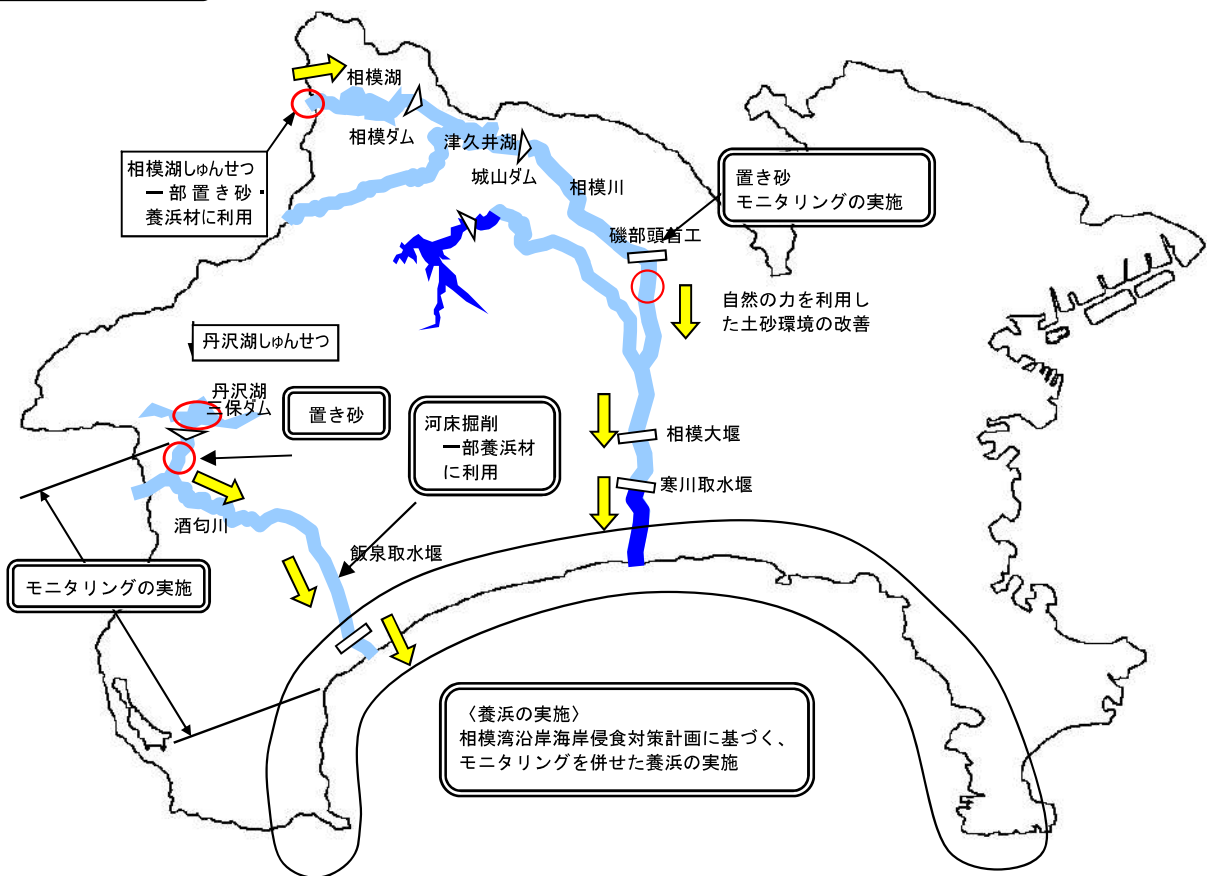 相模湖
相模ダム
津久井湖
城山ダム
相模川
相模湖しゅんせつ
一部置き砂・
養浜材に利用
置き砂
モニタリングの実施
磯部頭首工
自然の力を利用し
た土砂環境の改善
丹沢湖しゅんせつ
丹沢湖
三保ダム
置き砂
河床掘削
一部養浜材
に利用
相模大堰
寒川取水堰
酒匂川
飯泉取水堰
モニタリングの実施
〈養浜の実施〉
相模湾沿岸海岸侵食対策計画に基づく、
モニタリングを併せた養浜の実施